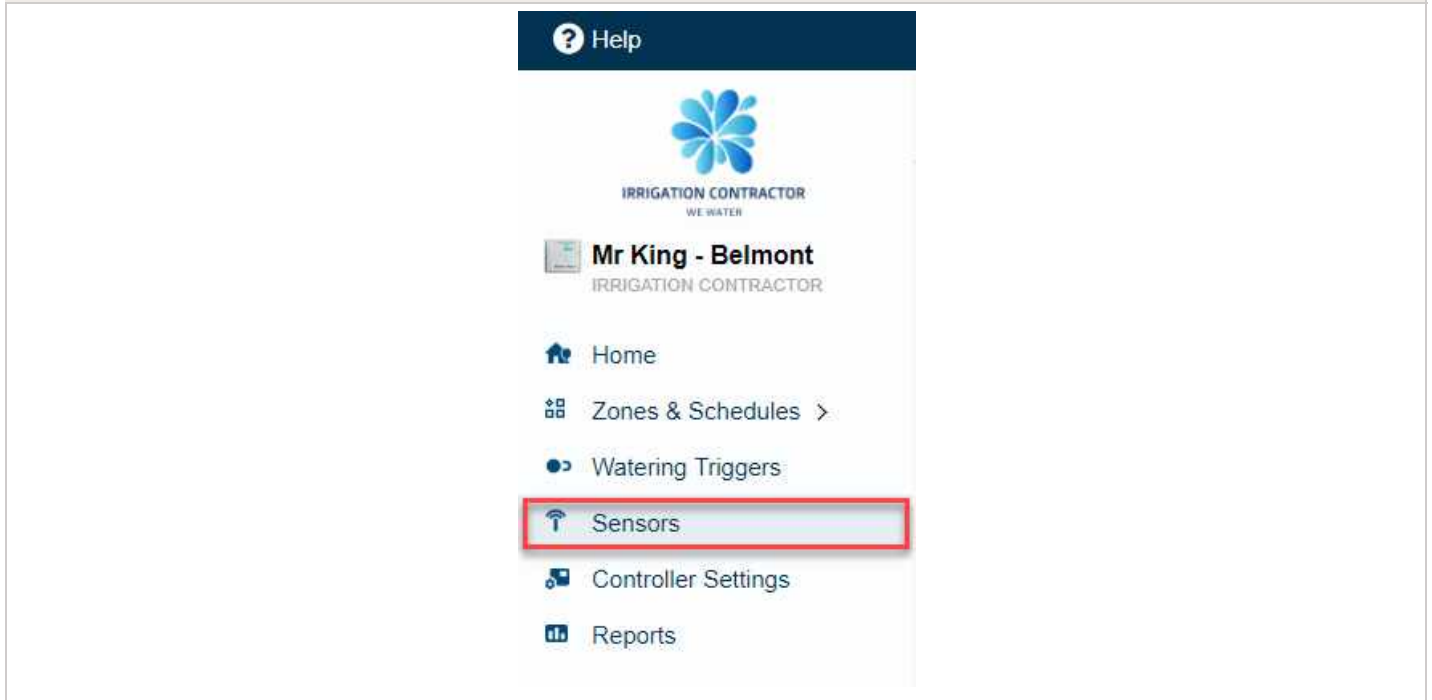 Help
IRRIGATION CONTRACTOR
WE WATER
Mr King - Belmont
IRRIGATION CONTRACTOR
Home
Zones & Schedules >
Watering Triggers
Sensors
Controller Settings
Reports